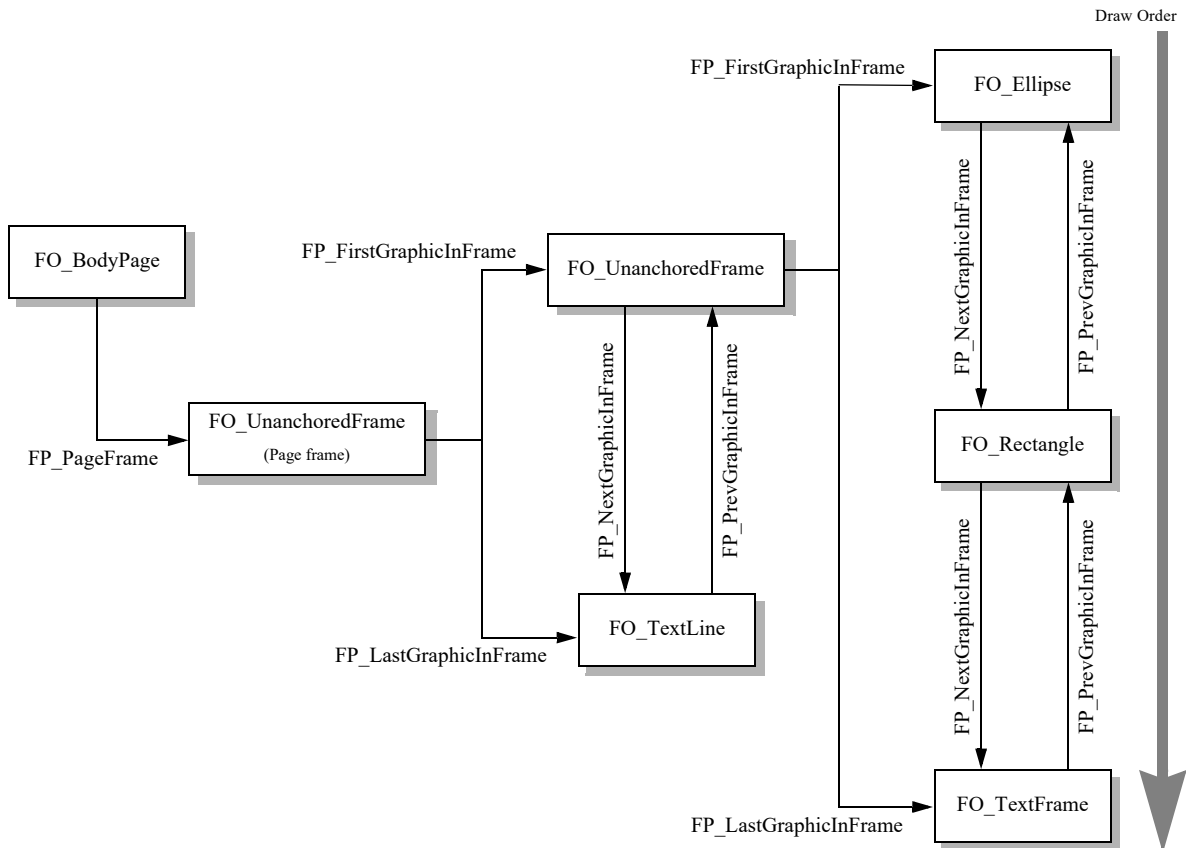 Draw Order
FP_FirstGraphicInFrame
FO_Ellipse
FP_NextGraphicInFrame
FP_PrevGraphicInFrame
FO_BodyPage
FP_FirstGraphicInFrame
FO_UnanchoredFrame
FO_UnanchoredFrame
(Page frame)
FP_PageFrame
FP_NextGraphicInFrame
FP_PrevGraphicInFrame
FO_Rectangle
FO_TextLine
FP_LastGraphicInFrame
FP_NextGraphicInFrame
FP_PrevGraphicInFrame
FO_TextFrame
FP_LastGraphicInFrame